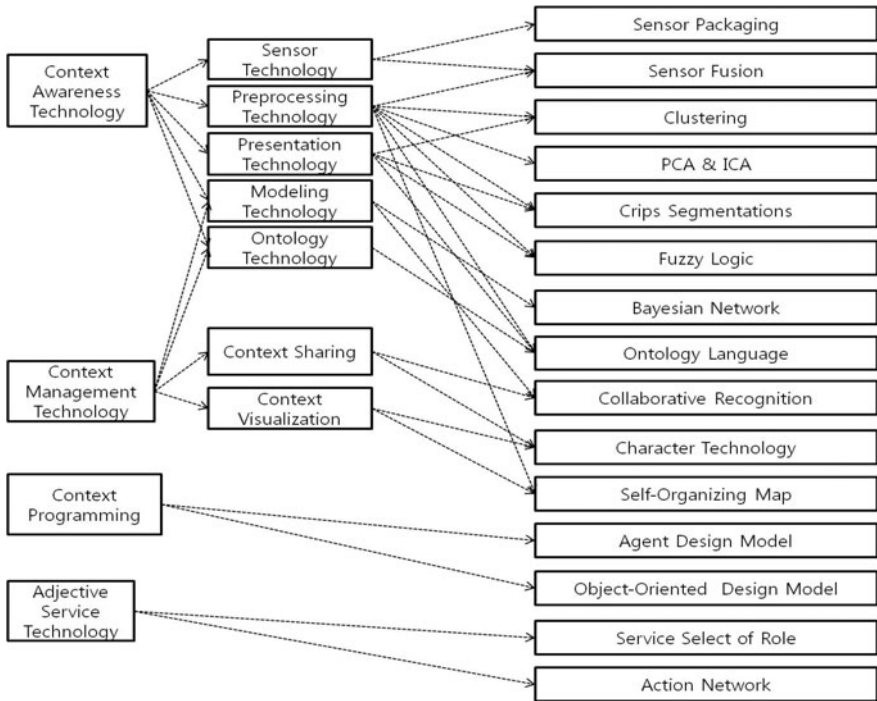 Context
Awareness
Technology
Context
Management
Technology
Context
Programming
Adjective
Service
Technology
Sensor
Technology
Preprocessing
Technology
Presentation
Technology
Modeling
Technology
Ontology
Technology
Context Sharing
Context
Visualization
Sensor Packaging
Sensor Fusion
Clustering
PCA & ICA
Crips Segmentations
Fuzzy Logic
Bayesian Network
Ontology Language
Collaborative Recognition
Character Technology
Self-Organizing Map
Agent Design Model
Object-Oriented Design Model
Service Select of Role
Action Network